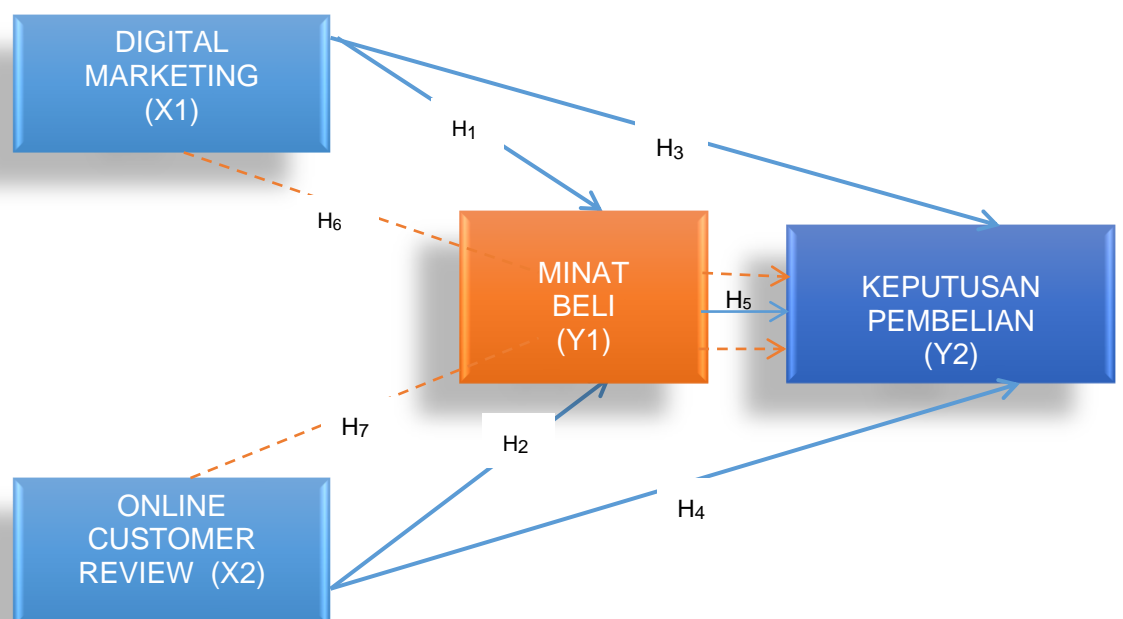 DIGITAL
MARKETING
(X1)
H1
H3
H6
MINAT
BELI
(Y1)
H5
KEPUTUSAN
PEMBELIAN
(Y2)
H7
H2
H4
ONLINE
CUSTOMER
REVIEW (X2)